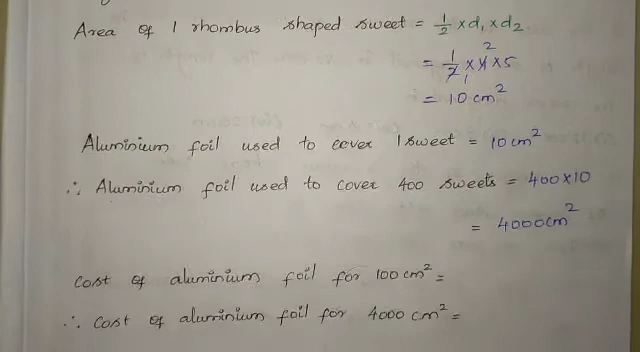 Area of 1 rhombus shaped sweet = 1/2 × d₁ × d₂
= 1/2 × 4 × 5
2
1
= 10 cm²
Aluminium foil used to cover 1 sweet = 10 cm²
∴ Aluminium foil used to cover 400 sweets = 400 × 10
= 4000 cm²
Cost of aluminium foil for 100 cm² =
∴ Cost of aluminium foil for 4000 cm² =